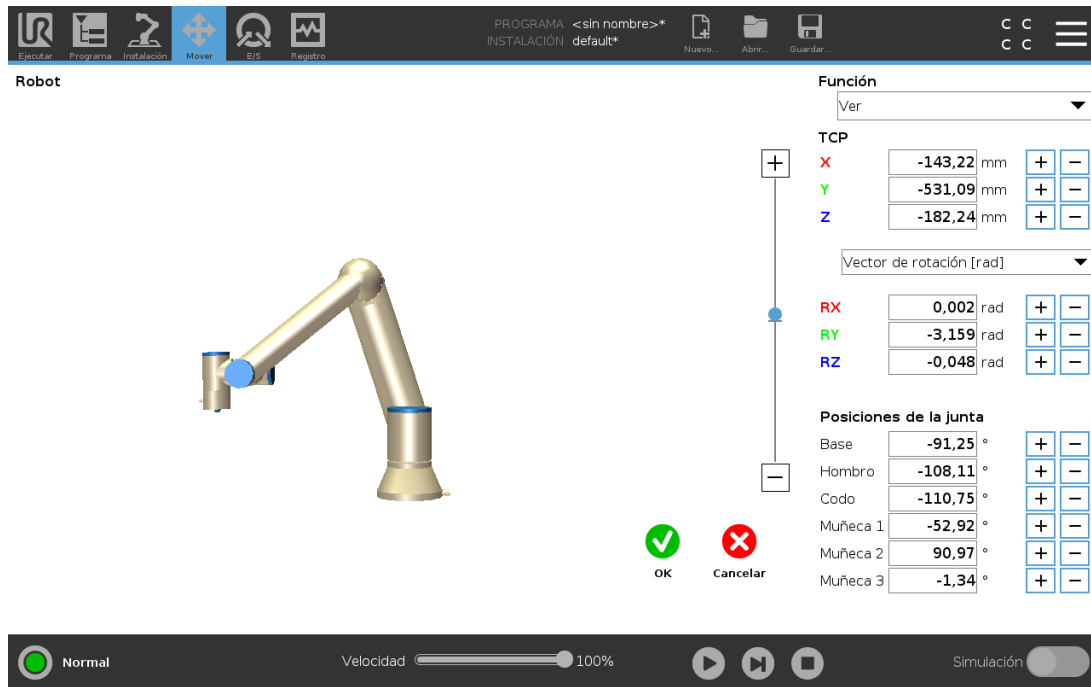 PROGRAMA <sin nombre>*
INSTALACIÓN default*
C C
C C
Ejecutar Programa Instalación Mover E/S Registro Nuevo... Abrir... Guardar...
Robot
Función
Ver
TCP
X -143,22 mm + −
Y -531,09 mm + −
Z -182,24 mm + −
Vector de rotación [rad]
RX 0,002 rad + −
RY -3,159 rad + −
RZ -0,048 rad + −
Posiciones de la junta
Base -91,25 ° + −
Hombro -108,11 ° + −
Codo -110,75 ° + −
Muñeca 1 -52,92 ° + −
Muñeca 2 90,97 ° + −
Muñeca 3 -1,34 ° + −
OK Cancelar
Normal Velocidad 100% Simulación